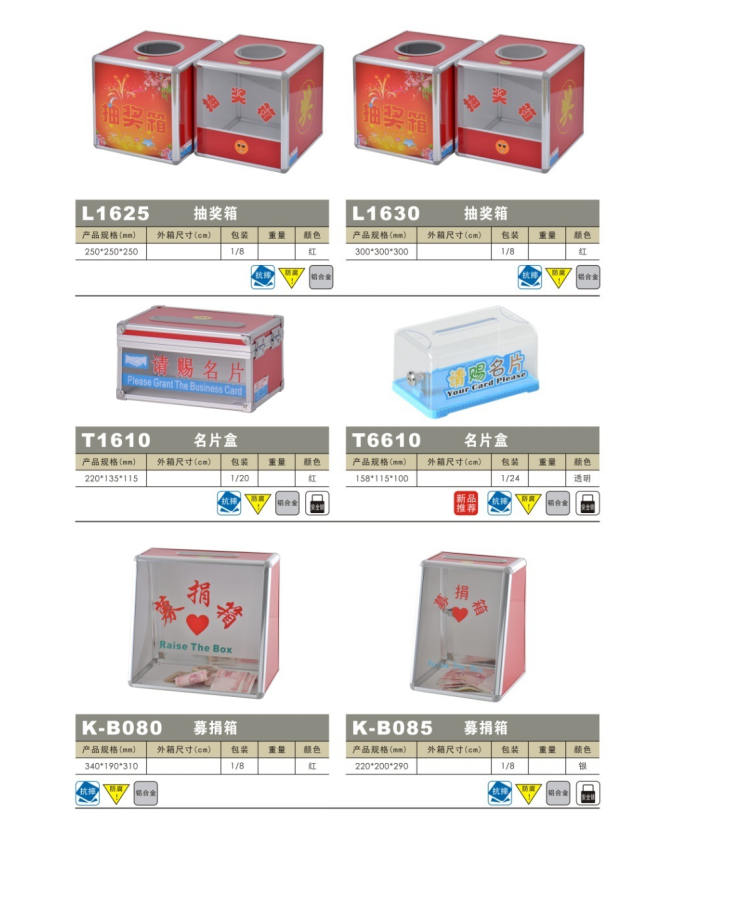 抽奖箱
抽奖箱
抽奖箱
抽奖箱
L1625 抽奖箱
产品规格(mm) 外箱尺寸(cm) 包装 重量 颜色
250*250*250 1/8 红
抗摔 防腐! 铝合金
L1630 抽奖箱
产品规格(mm) 外箱尺寸(cm) 包装 重量 颜色
300*300*300 1/8 红
抗摔 防腐! 铝合金
请赐名片
Please Grant The Business Card
请赐名片
Your Card Please
T1610 名片盒
产品规格(mm) 外箱尺寸(cm) 包装 重量 颜色
220*135*115 1/20 红
抗摔 防腐! 铝合金 安全锁
T6610 名片盒
产品规格(mm) 外箱尺寸(cm) 包装 重量 颜色
158*115*100 1/24 透明
新品推荐 抗摔 防腐! 铝合金 安全锁
募捐箱
Raise The Box
募捐箱
K-B080 募捐箱
产品规格(mm) 外箱尺寸(cm) 包装 重量 颜色
340*190*310 1/8 红
抗摔 防腐! 铝合金
K-B085 募捐箱
产品规格(mm) 外箱尺寸(cm) 包装 重量 颜色
220*200*290 1/8 银
抗摔 防腐! 铝合金 安全锁